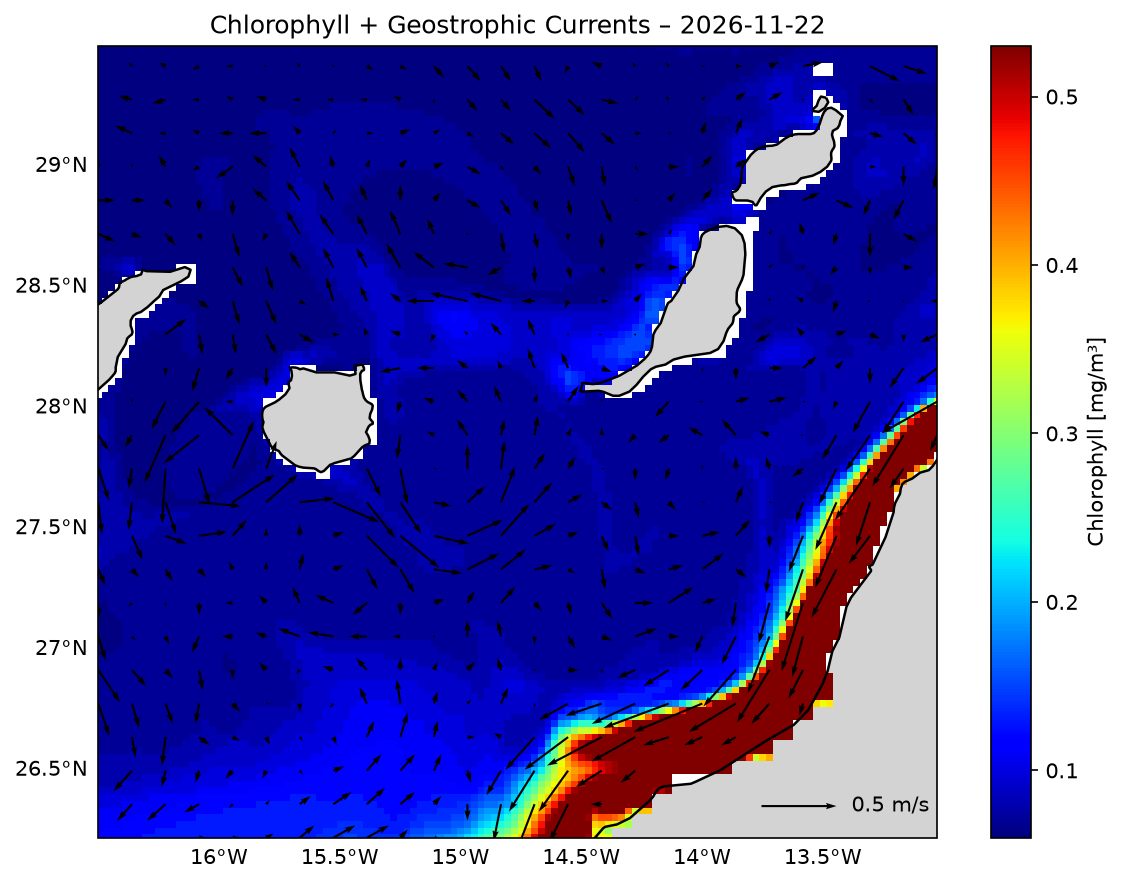 Chlorophyll + Geostrophic Currents – 2026-11-22
29°N
28.5°N
28°N
27.5°N
27°N
26.5°N
16°W
15.5°W
15°W
14.5°W
14°W
13.5°W
0.5 m/s
0.5
0.4
0.3
0.2
0.1
Chlorophyll [mg/m³]